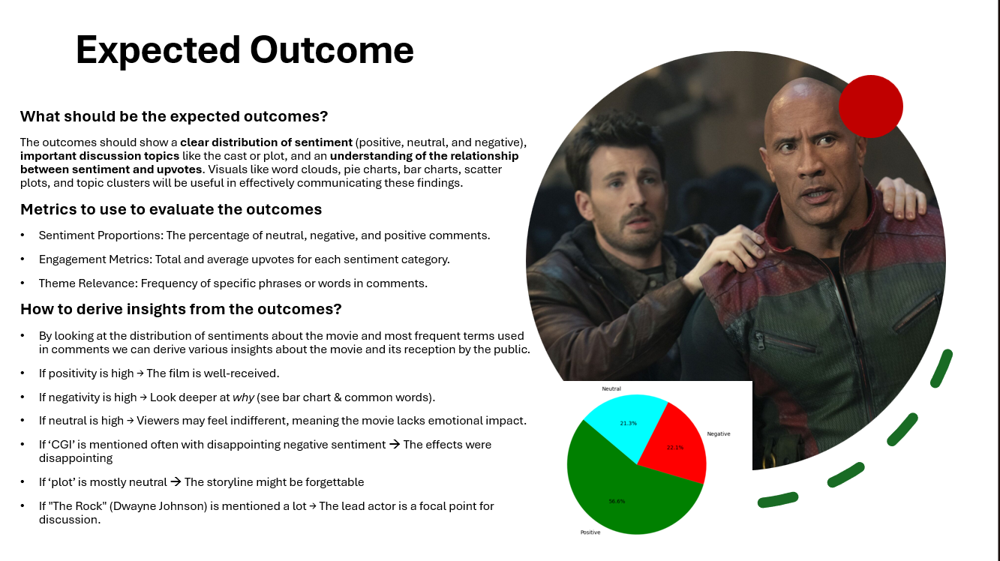 Expected Outcome
What should be the expected outcomes?
The outcomes should show a clear distribution of sentiment (positive, neutral, and negative),
important discussion topics like the cast or plot, and an understanding of the relationship
between sentiment and upvotes. Visuals like word clouds, pie charts, bar charts, scatter
plots, and topic clusters will be useful in effectively communicating these findings.
Metrics to use to evaluate the outcomes
• Sentiment Proportions: The percentage of neutral, negative, and positive comments.
• Engagement Metrics: Total and average upvotes for each sentiment category.
• Theme Relevance: Frequency of specific phrases or words in comments.
How to derive insights from the outcomes?
• By looking at the distribution of sentiments about the movie and most frequent terms used
in comments we can derive various insights about the movie and its reception by the public.
• If positivity is high → The film is well-received.
• If negativity is high → Look deeper at why (see bar chart & common words).
• If neutral is high → Viewers may feel indifferent, meaning the movie lacks emotional impact.
• If ‘CGI’ is mentioned often with disappointing negative sentiment → The effects were
disappointing
• If ‘plot’ is mostly neutral → The storyline might be forgettable
• If "The Rock" (Dwayne Johnson) is mentioned a lot → The lead actor is a focal point for
discussion.
Neutral
21.3%
Negative
22.1%
56.6%
Positive